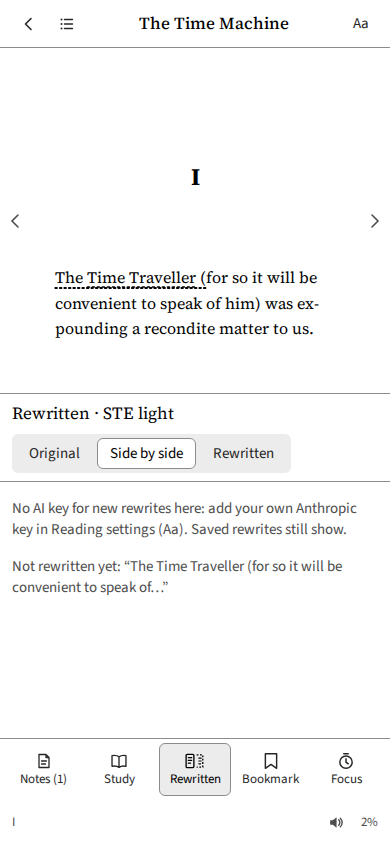 The Time Machine
Aa
I
The Time Traveller (for so it will be
convenient to speak of him) was ex-
pounding a recondite matter to us.
Rewritten · STE light
Original
Side by side
Rewritten
No AI key for new rewrites here: add your own Anthropic
key in Reading settings (Aa). Saved rewrites still show.
Not rewritten yet: “The Time Traveller (for so it will be
convenient to speak of…”
Notes (1)
Study
Rewritten
Bookmark
Focus
I
2%